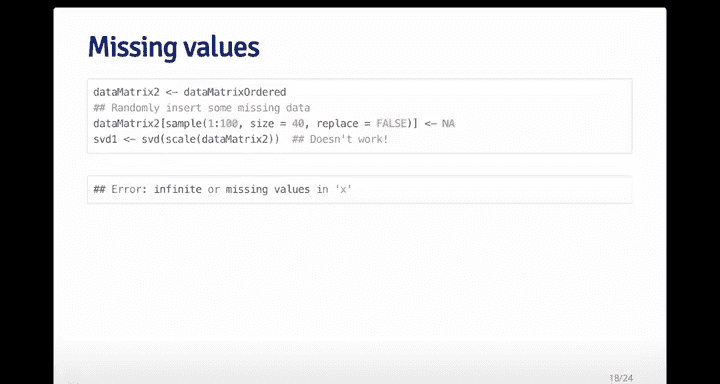 Missing values
dataMatrix2 <- dataMatrixOrdered
## Randomly insert some missing data
dataMatrix2[sample(1:100, size = 40, replace = FALSE)] <- NA
svd1 <- svd(scale(dataMatrix2))  ## Doesn't work!
## Error: infinite or missing values in 'x'
18/24